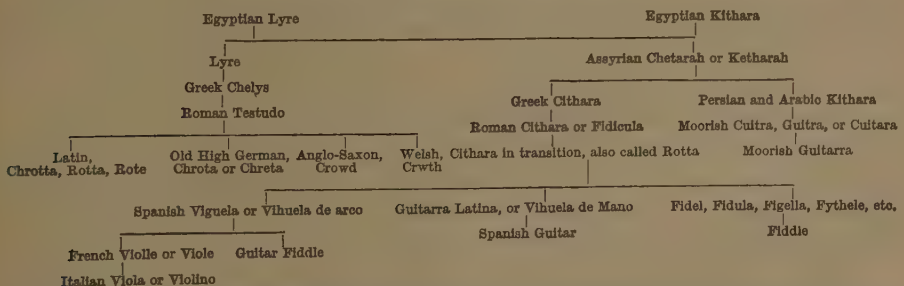 Egyptian Lyre Egyptian Kithara
Lyre Assyrian Chetarah or Ketharah
Greek Chelys
Greek Cithara Persian and Arabic Kithara
Roman Testudo
Roman Cithara or Fidicula Moorish Cuitra, Guitra, or Cuitara
Latin, Old High German, Anglo-Saxon, Welsh, Cithara in transition, also called Rotta Moorish Guitarra
Chrotta, Rotta, Rote Chrota or Chreta Crowd Crwth
Spanish Viguela or Vihuela de arco Guitarra Latina, or Vihuela de Mano Fidel, Fidula, Figella, Fythele, etc.
Spanish Guitar Fiddle
French Vielle or Viole Guitar Fiddle
Italian Viola or Violino